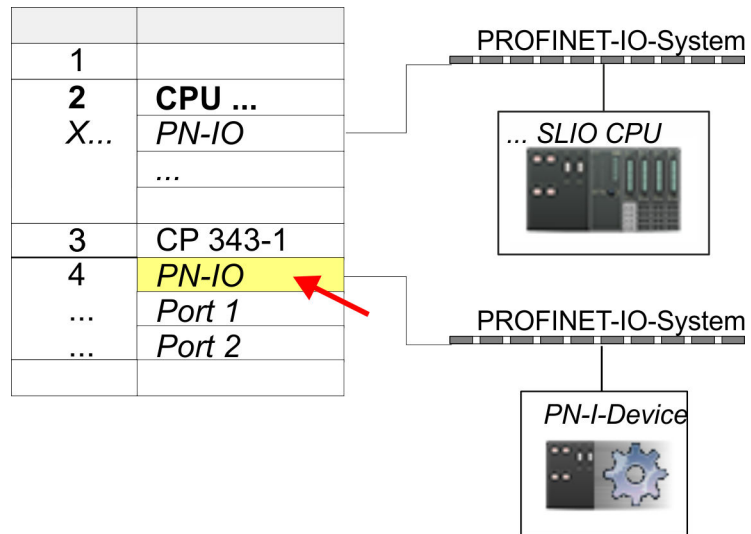 1
2 CPU ...
X... PN-IO
...
3 CP 343-1
4 PN-IO
... Port 1
... Port 2
PROFINET-IO-System
... SLIO CPU
PROFINET-IO-System
PN-I-Device